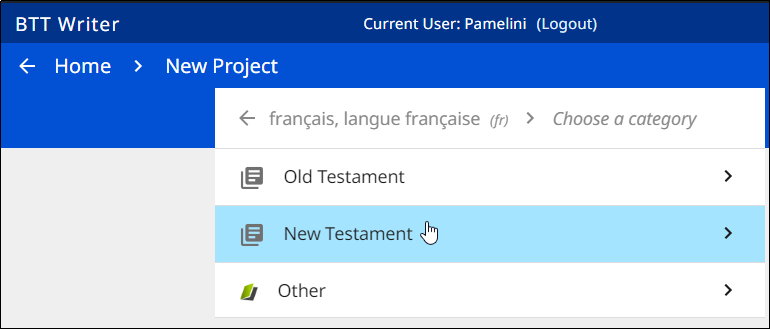 BTT Writer Current User: Pamelini (Logout)
Home New Project
français, langue française (fr) Choose a category
Old Testament
New Testament
Other